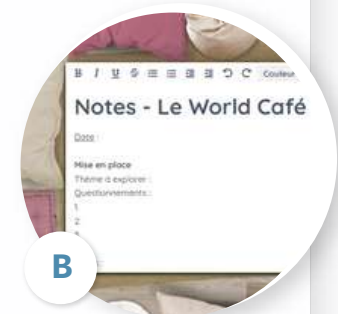 B I U S Couleur
Notes - Le World Café
Date :
Mise en place
Thème à explorer :
Questionnements :
1
2
B